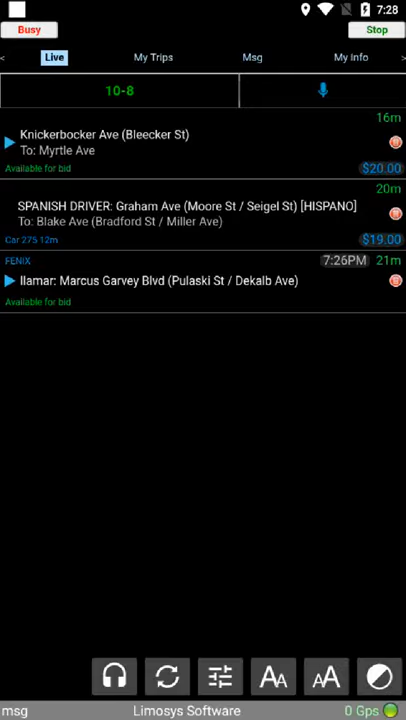 7:28
Busy
Stop
< Live My Trips Msg My Info >
10-8
16m
Knickerbocker Ave (Bleecker St)
To: Myrtle Ave
Available for bid
$20.00
20m
SPANISH DRIVER: Graham Ave (Moore St / Seigel St) [HISPANO]
To: Blake Ave (Bradford St / Miller Ave)
Car 275 12m
$19.00
FENIX 7:26PM 21m
llamar: Marcus Garvey Blvd (Pulaski St / Dekalb Ave)
Available for bid
AA AA
msg Limosys Software 0 Gps